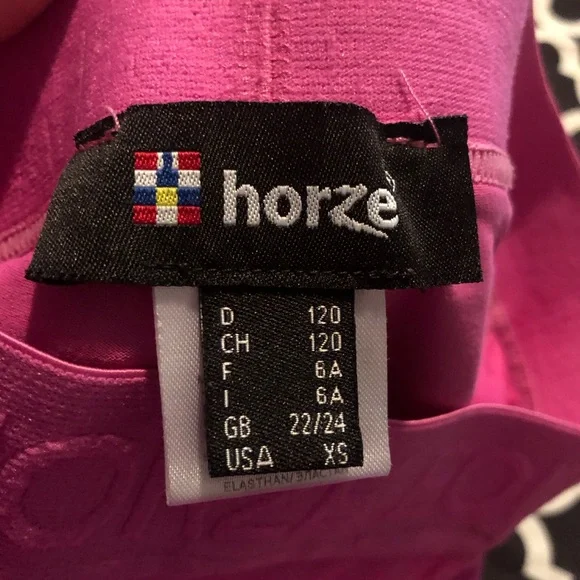 horze
D 120
CH 120
F 6A
I 6A
GB 22/24
USA XS